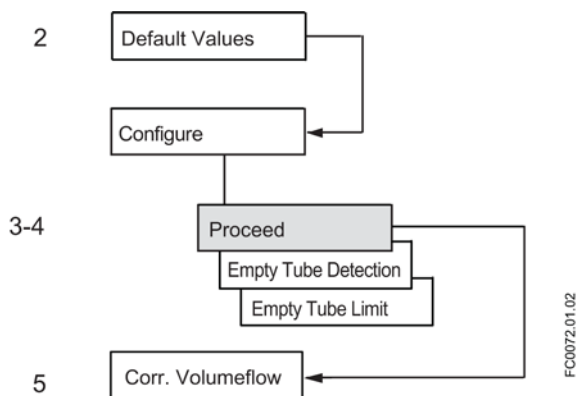 2
Default Values
Configure
3-4
Proceed
Empty Tube Detection
Empty Tube Limit
5
Corr. Volumeflow
FC0072.01.02